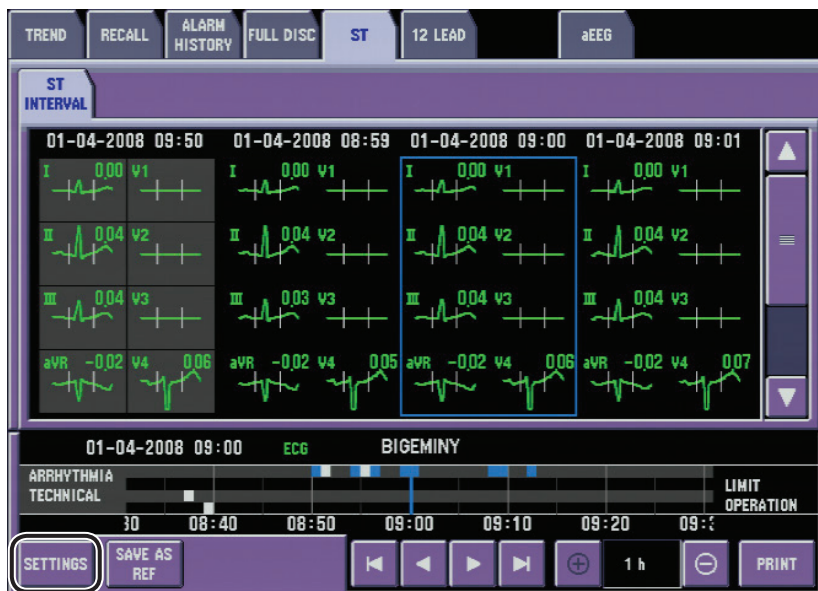 TREND RECALL ALARM HISTORY FULL DISC ST 12 LEAD aEEG
ST INTERVAL
01-04-2008 09:50 01-04-2008 08:59 01-04-2008 09:00 01-04-2008 09:01
I 0.00 V1 I 0.00 V1 I 0.00 V1 I 0.00 V1
II 0.04 V2 II 0.04 V2 II 0.04 V2 II 0.04 V2
III 0.04 V3 III 0.03 V3 III 0.04 V3 III 0.04 V3
aVR -0.02 V4 0.06 aVR -0.02 V4 0.05 aVR -0.02 V4 0.06 aVR -0.02 V4 0.07
01-04-2008 09:00 ECG BIGEMINY
ARRHYTHMIA
TECHNICAL
LIMIT
OPERATION
30 08:40 08:50 09:00 09:10 09:20 09:
SETTINGS SAVE AS REF 1 h PRINT